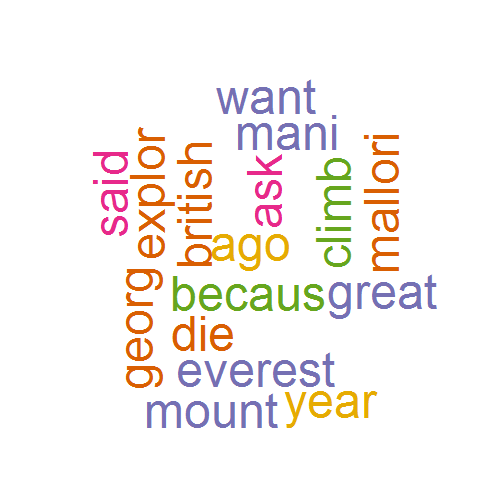 want
mani
said
explor
british
ask
climb
mallori
ago
georg
becaus
great
die
everest
mount
year